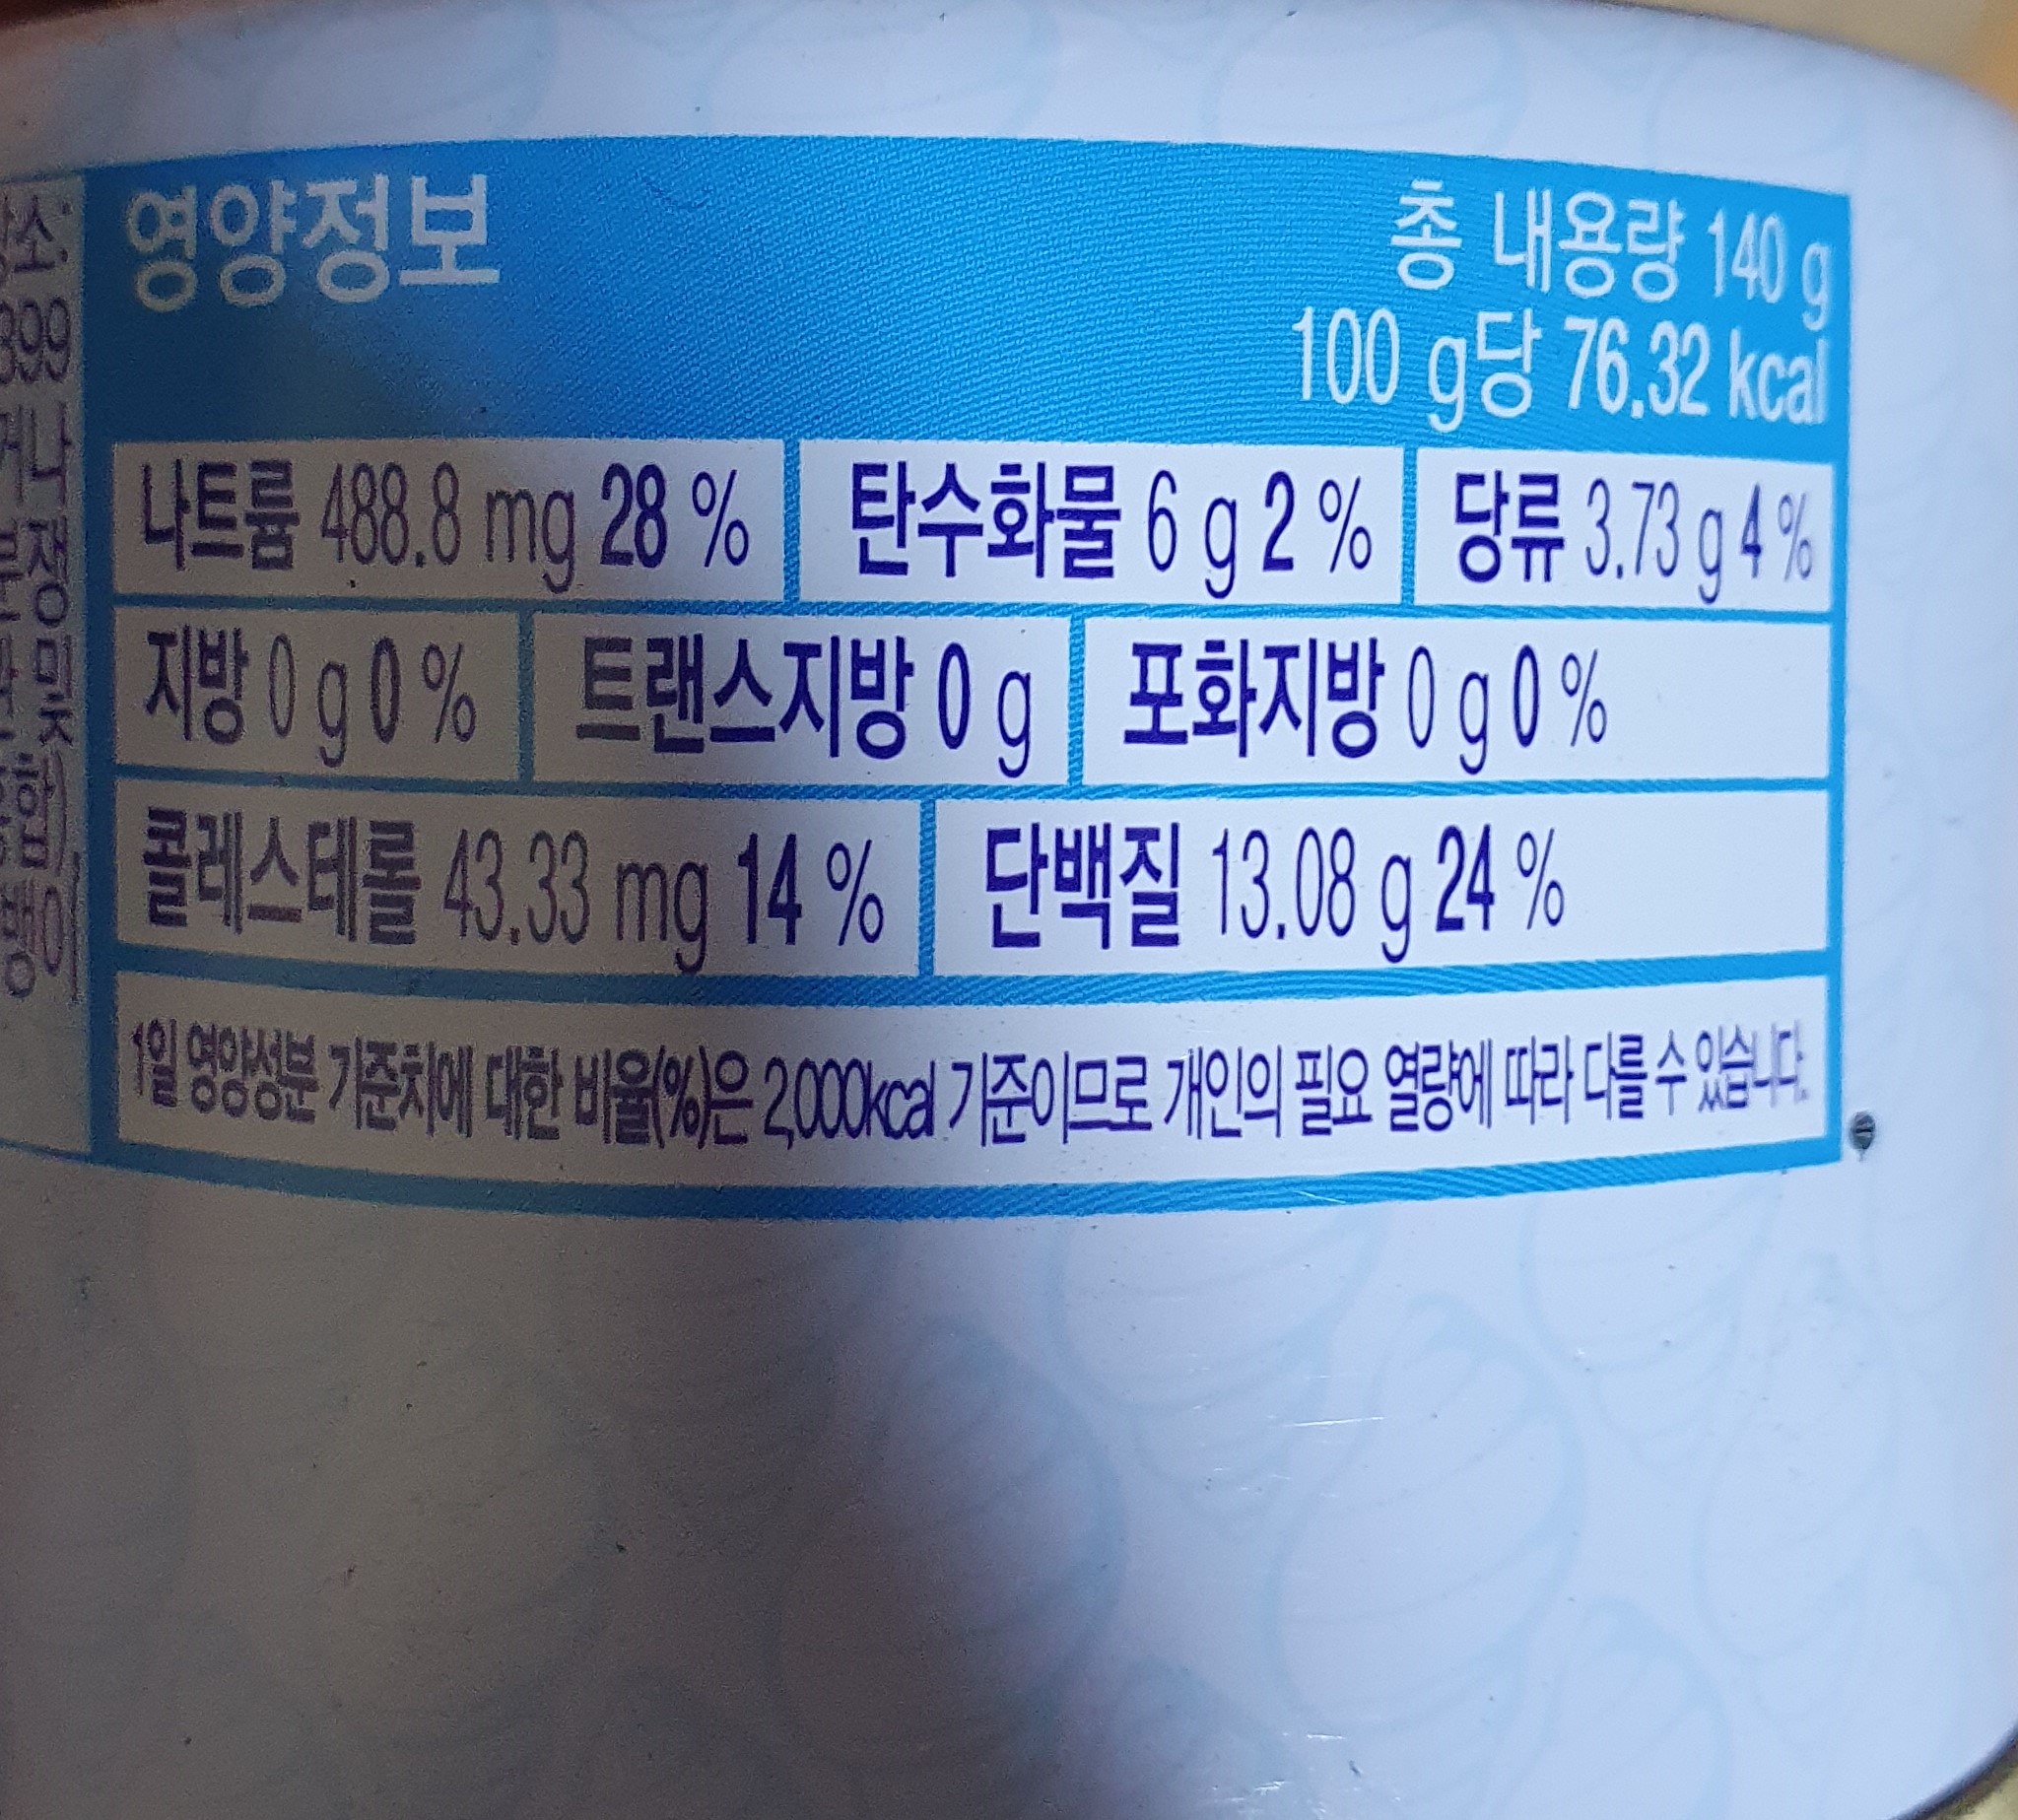 영양정보
총 내용량 140 g
100 g당 76.32 kcal
나트륨 488.8 mg 28 % 탄수화물 6 g 2 % 당류 3.73 g 4 %
지방 0 g 0 % 트랜스지방 0 g 포화지방 0 g 0 %
콜레스테롤 43.33 mg 14 % 단백질 13.08 g 24 %
1일 영양성분 기준치에 대한 비율(%)은 2,000kcal 기준이므로 개인의 필요 열량에 따라 다를 수 있습니다.